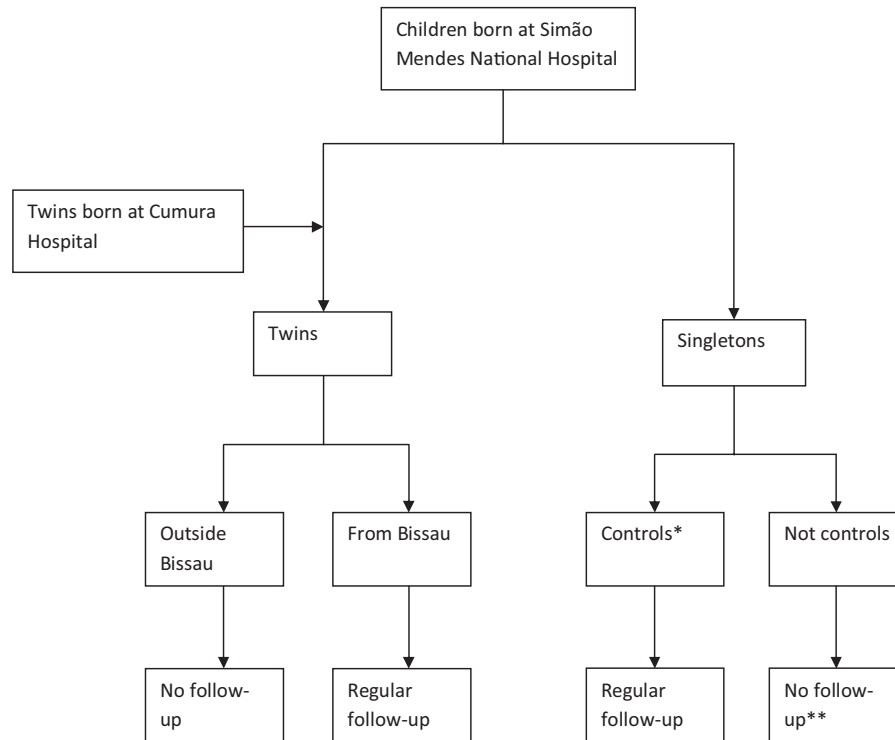 Children born at Simão
Mendes National Hospital
Twins born at Cumura
Hospital
Twins
Singletons
Outside
Bissau
From Bissau
Controls*
Not controls
No follow-
up
Regular
follow-up
Regular
follow-up
No follow-
up**